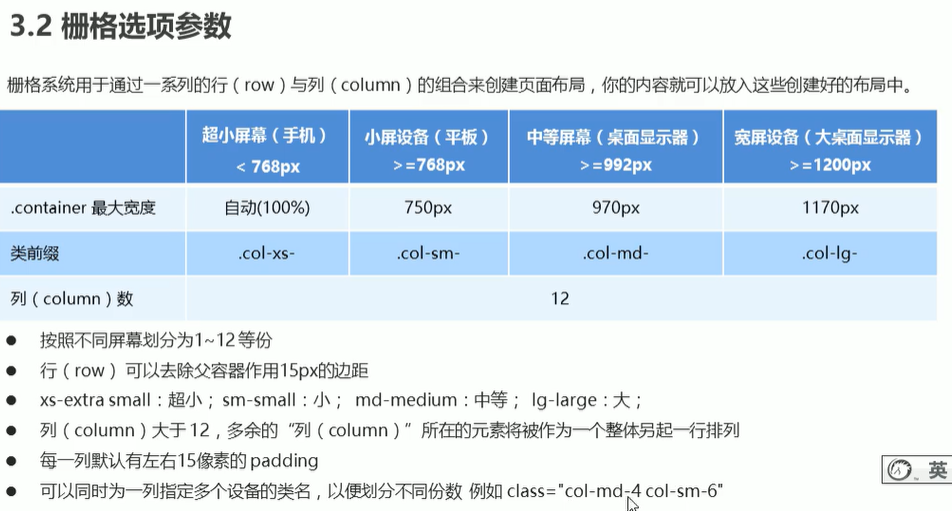 3.2 栅格选项参数
栅格系统用于通过一系列的行（row）与列（column）的组合来创建页面布局，你的内容就可以放入这些创建好的布局中。
超小屏幕（手机） 小屏设备（平板） 中等屏幕（桌面显示器） 宽屏设备（大桌面显示器）
< 768px >=768px >=992px >=1200px
.container 最大宽度 自动(100%) 750px 970px 1170px
类前缀 .col-xs- .col-sm- .col-md- .col-lg-
列（column）数 12
● 按照不同屏幕划分为1~12 等份
● 行（row） 可以去除父容器作用15px的边距
● xs-extra small：超小； sm-small：小； md-medium：中等； lg-large：大；
● 列（column）大于 12，多余的“列（column）”所在的元素将被作为一个整体另起一行排列
● 每一列默认有左右15像素的 padding
● 可以同时为一列指定多个设备的类名，以便划分不同份数 例如 class="col-md-4 col-sm-6"
英